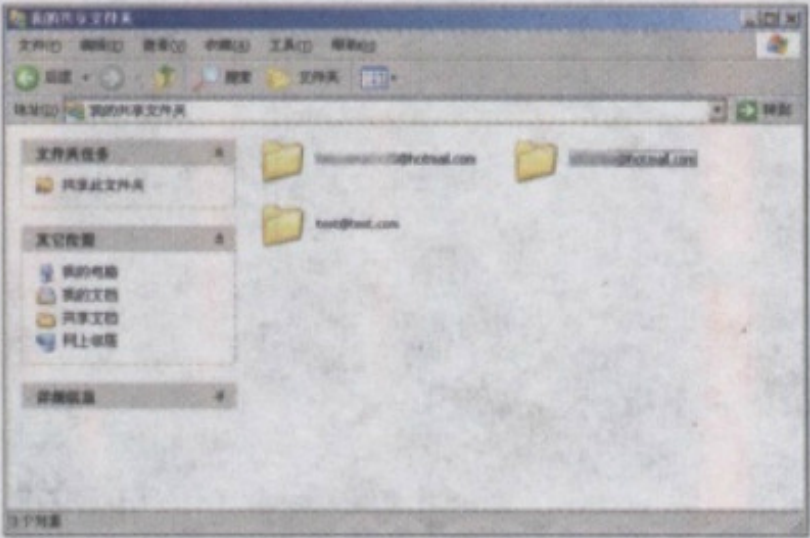 我的共享文件夹
文件(F) 编辑(E) 查看(V) 收藏(A) 工具(T) 帮助(H)
后退 搜索 文件夹
地址(D) 我的共享文件夹 转到
文件夹任务
@hotmail.com
@hotmail.com
共享此文件夹
test@test.com
其它位置
我的电脑
我的文档
共享文档
网上邻居
详细信息
3个对象